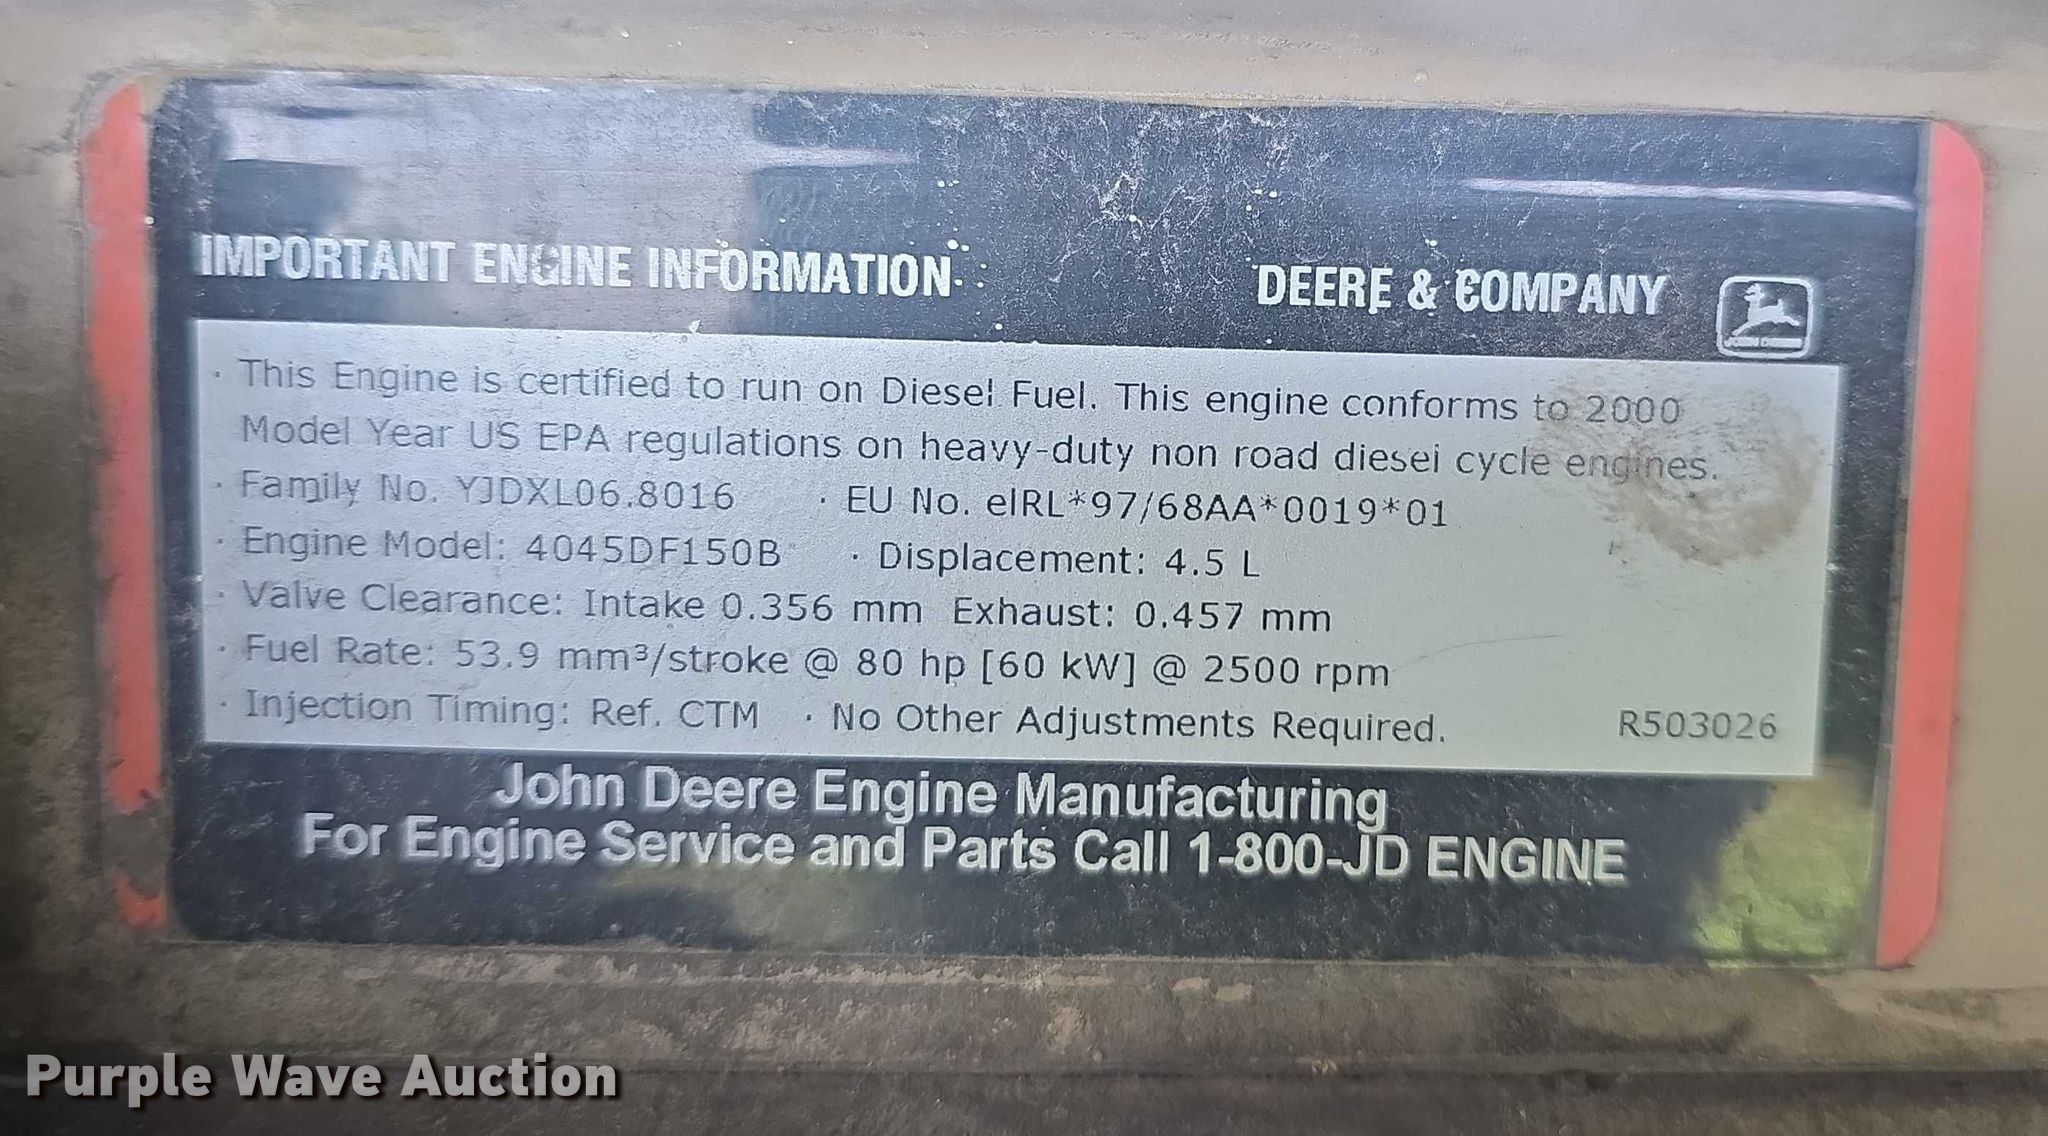 IMPORTANT ENGINE INFORMATION
DEERE & COMPANY
JOHN DEERE
· This Engine is certified to run on Diesel Fuel. This engine conforms to 2000
Model Year US EPA regulations on heavy-duty non road diesel cycle engines.
· Family No. YJDXL06.8016 · EU No. eIRL*97/68AA*0019*01
· Engine Model: 4045DF150B · Displacement: 4.5 L
· Valve Clearance: Intake 0.356 mm Exhaust: 0.457 mm
· Fuel Rate: 53.9 mm³/stroke @ 80 hp [60 kW] @ 2500 rpm
· Injection Timing: Ref. CTM · No Other Adjustments Required. R503026
John Deere Engine Manufacturing
For Engine Service and Parts Call 1-800-JD ENGINE
Purple Wave Auction